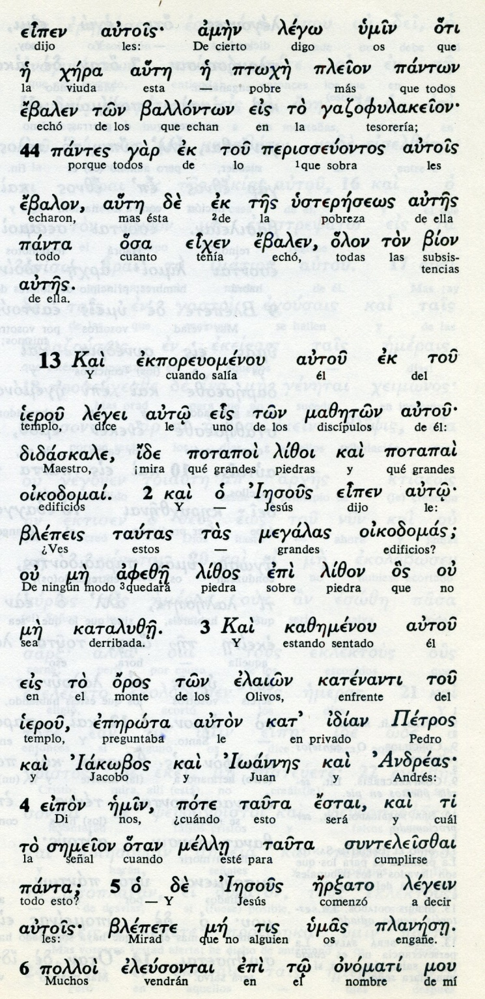 εἶπεν αὐτοῖς· ἀμὴν λέγω ὑμῖν ὅτι
dijo les: De cierto digo os que
ἡ χήρα αὕτη ἡ πτωχὴ πλεῖον πάντων
la viuda esta — pobre más que todos
ἔβαλεν τῶν βαλλόντων εἰς τὸ γαζοφυλακεῖον·
echó de los que echan en la tesorería;
44 πάντες γὰρ ἐκ τοῦ περισσεύοντος αὐτοῖς
porque todos de lo ¹que sobra les
ἔβαλον, αὕτη δὲ ἐκ τῆς ὑστερήσεως αὐτῆς
echaron, mas ésta ²de la pobreza de ella
πάντα ὅσα εἶχεν ἔβαλεν, ὅλον τὸν βίον
todo cuanto tenía echó, todas las subsis-
tencias
αὐτῆς.
de ella.
13 Καὶ ἐκπορευομένου αὐτοῦ ἐκ τοῦ
Y cuando salía él del
ἱεροῦ λέγει αὐτῷ εἷς τῶν μαθητῶν αὐτοῦ·
templo, dice le uno de los discípulos de él:
διδάσκαλε, ἴδε ποταποὶ λίθοι καὶ ποταπαὶ
Maestro, ¡mira qué grandes piedras y qué grandes
οἰκοδομαί. 2 καὶ ὁ Ἰησοῦς εἶπεν αὐτῷ·
edificios Y — Jesús dijo le:
βλέπεις ταύτας τὰς μεγάλας οἰκοδομάς;
¿Ves estos — grandes edificios?
οὐ μὴ ἀφεθῇ λίθος ἐπὶ λίθον ὃς οὐ
De ningún modo ³quedará piedra sobre piedra que no
μὴ καταλυθῇ. 3 Καὶ καθημένου αὐτοῦ
sea derribada. Y estando sentado él
εἰς τὸ ὄρος τῶν ἐλαιῶν κατέναντι τοῦ
en el monte de los Olivos, enfrente del
ἱεροῦ, ἐπηρώτα αὐτὸν κατ' ἰδίαν Πέτρος
templo, preguntaba le en privado Pedro
καὶ Ἰάκωβος καὶ Ἰωάννης καὶ Ἀνδρέας·
y Jacobo y Juan y Andrés:
4 εἰπὸν ἡμῖν, πότε ταῦτα ἔσται, καὶ τί
Di nos, ¿cuándo esto será y cuál
τὸ σημεῖον ὅταν μέλλῃ ταῦτα συντελεῖσθαι
la señal cuando esté para cumplirse
πάντα; 5 ὁ δὲ Ἰησοῦς ἤρξατο λέγειν
todo esto? — Y Jesús comenzó a decir
αὐτοῖς· βλέπετε μή τις ὑμᾶς πλανήσῃ.
les: Mirad que no alguien os engañe.
6 πολλοὶ ἐλεύσονται ἐπὶ τῷ ὀνόματί μου
Muchos vendrán en el nombre de mí